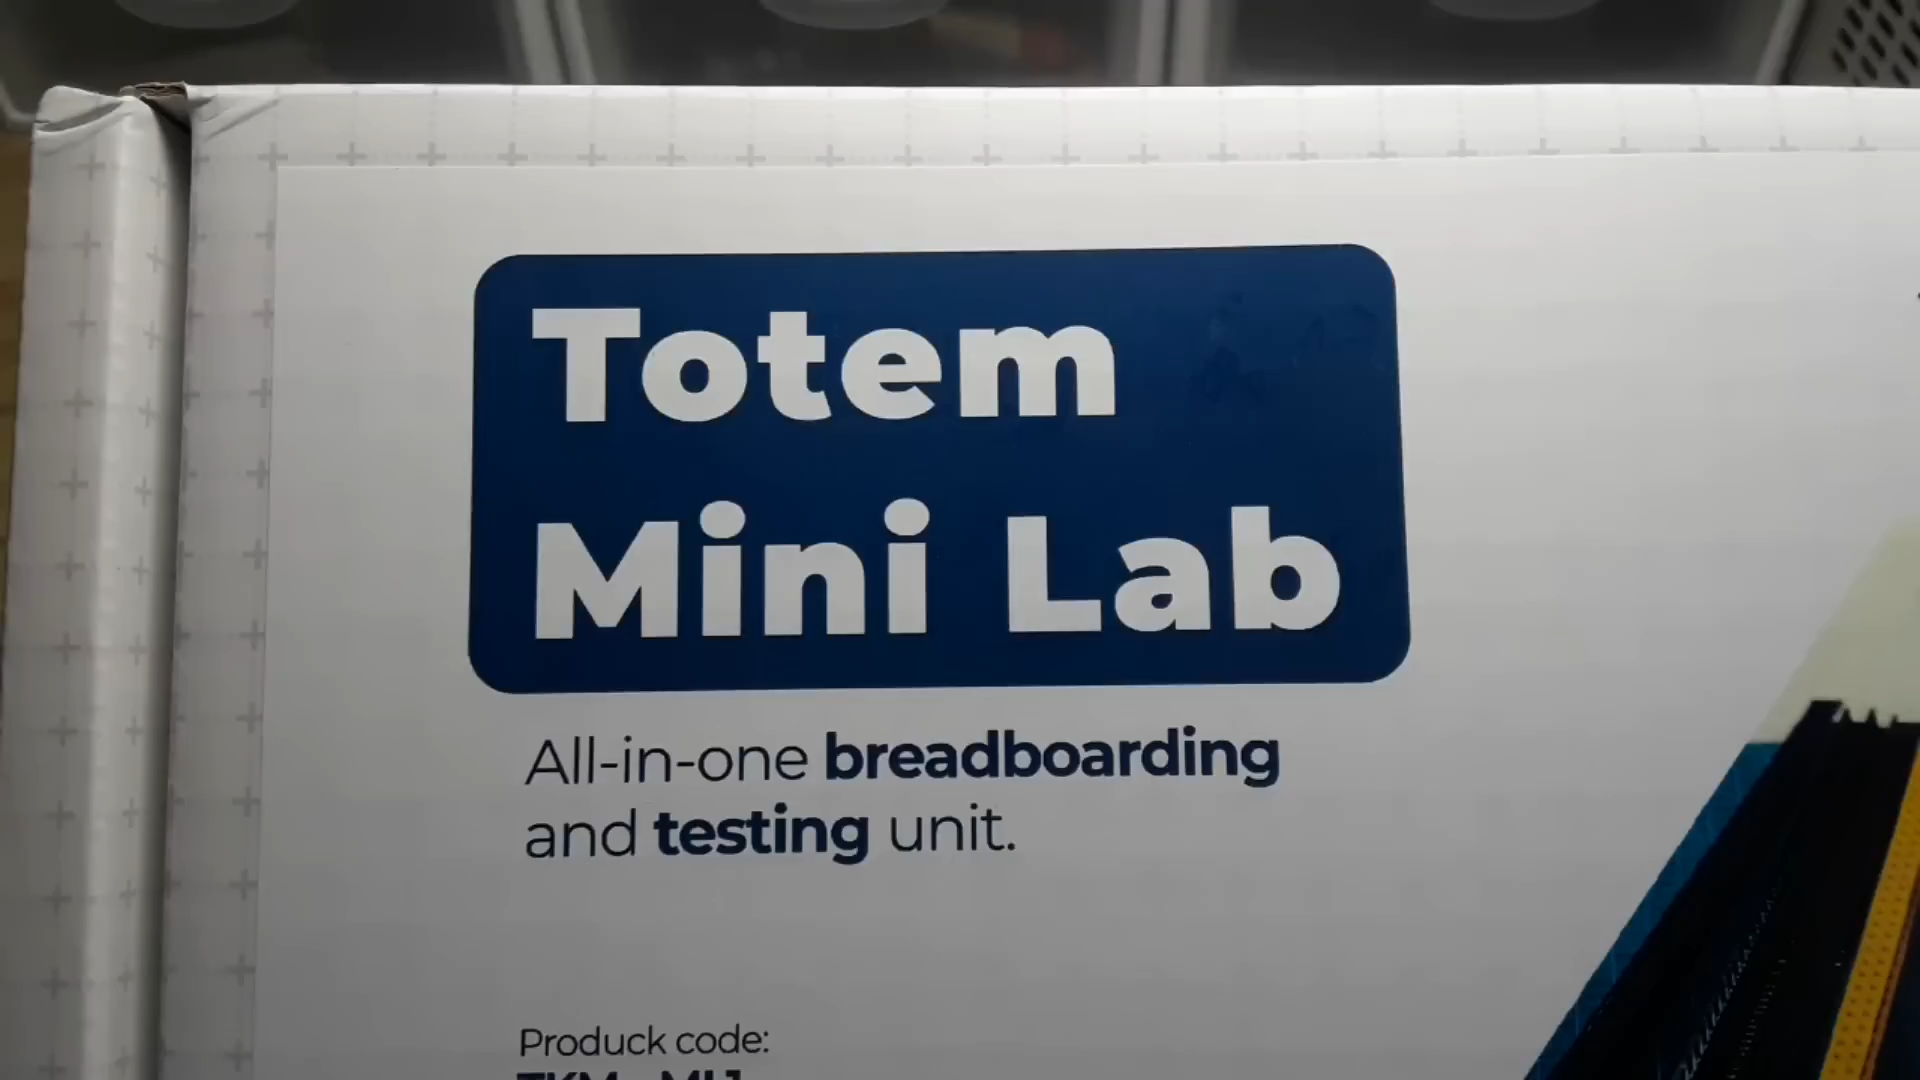 Totem
Mini Lab
All-in-one breadboarding
and testing unit.
Produck code: